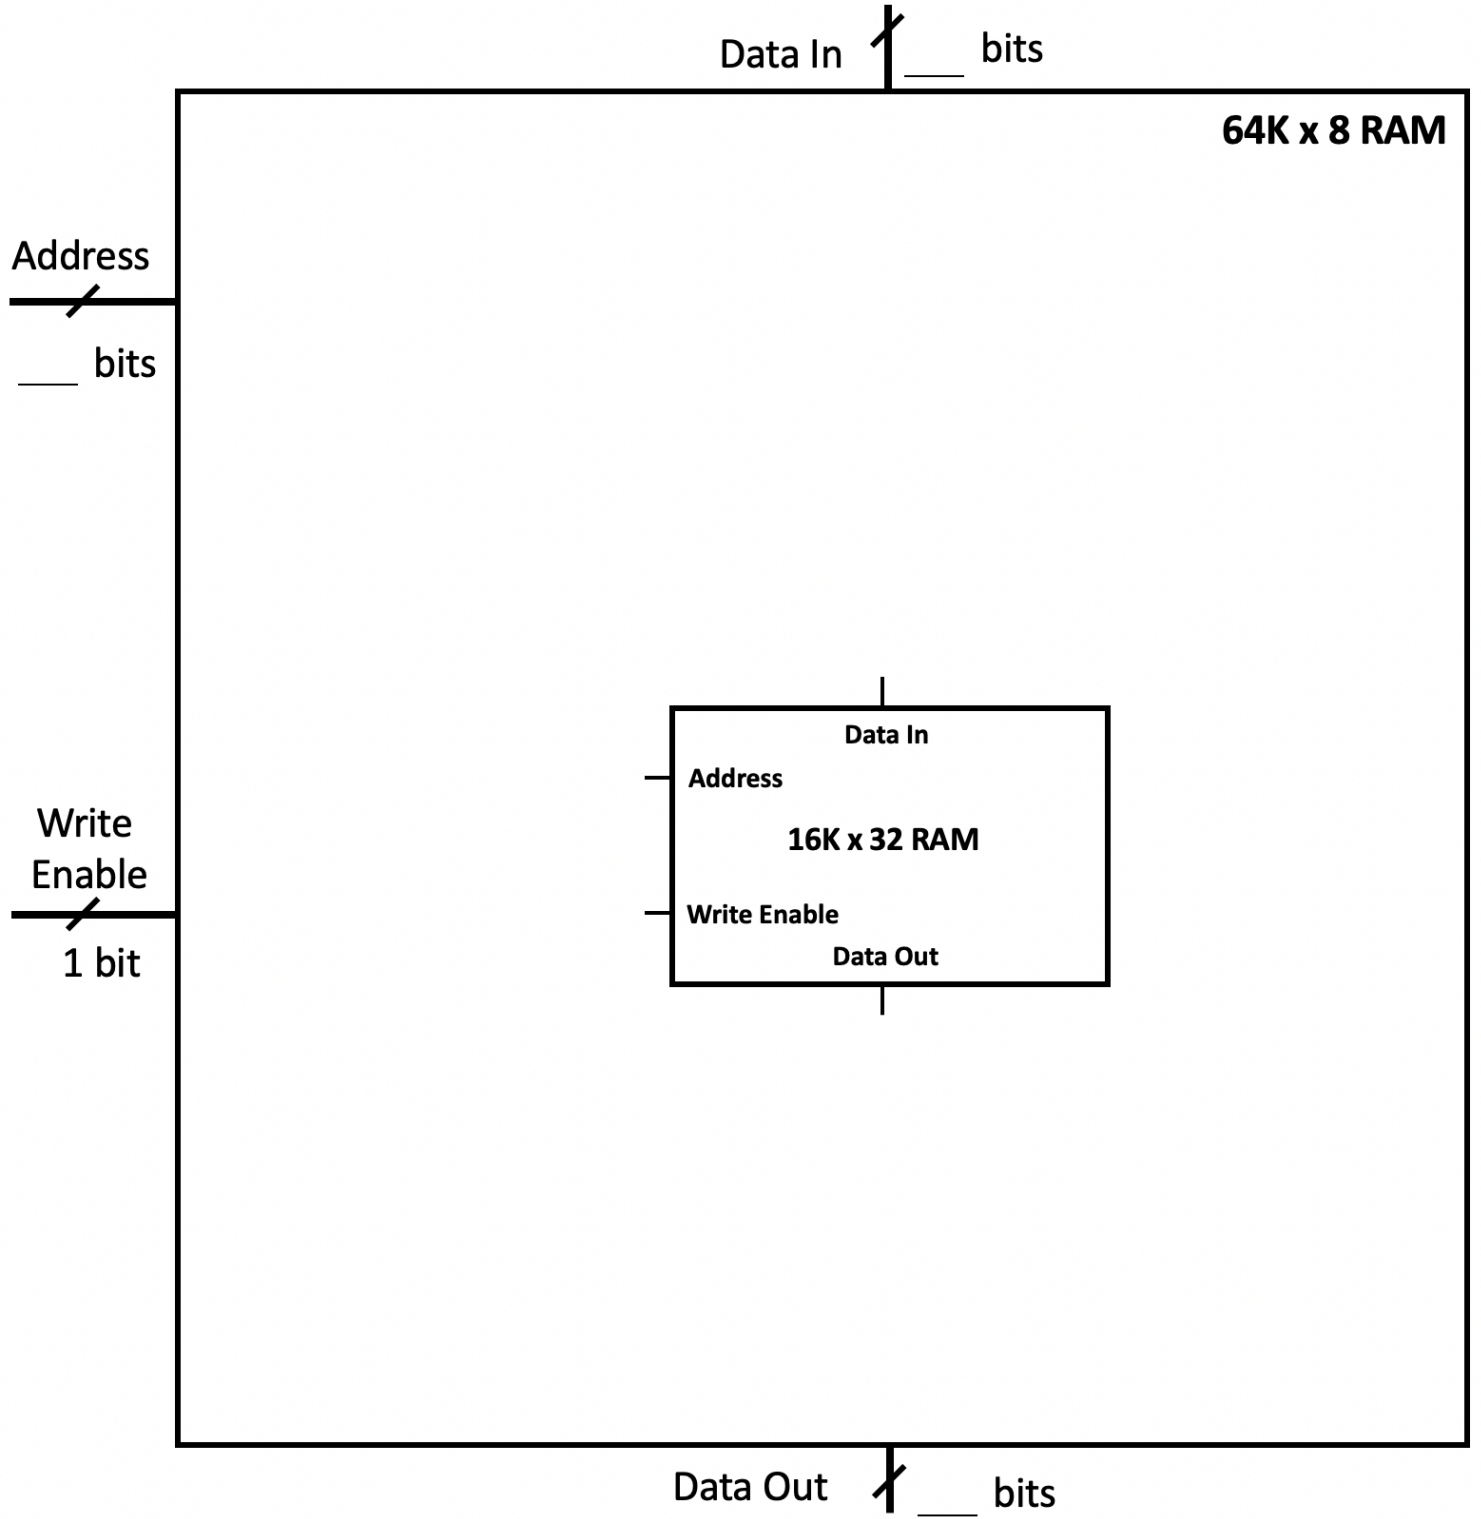 Data In ___ bits
64K x 8 RAM
Address
___ bits
Data In
Address
16K x 32 RAM
Write
Enable
Write Enable
1 bit
Data Out
Data Out ___ bits